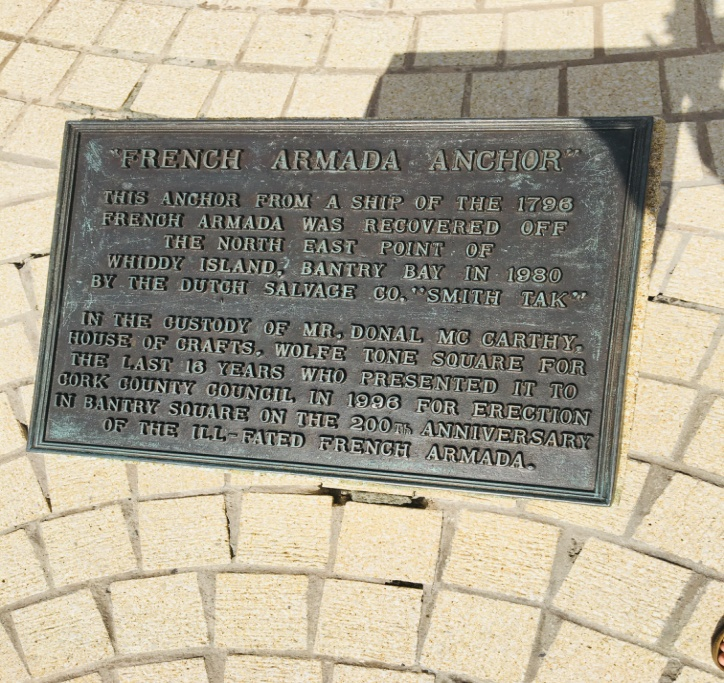 "FRENCH ARMADA ANCHOR"
THIS ANCHOR FROM A SHIP OF THE 1796
FRENCH ARMADA WAS RECOVERED OFF
THE NORTH EAST POINT OF
WHIDDY ISLAND, BANTRY BAY IN 1980
BY THE DUTCH SALVAGE CO. "SMITH TAK"
IN THE CUSTODY OF MR. DONAL MC CARTHY.
HOUSE OF CRAFTS, WOLFE TONE SQUARE FOR
THE LAST 16 YEARS WHO PRESENTED IT TO
CORK COUNTY COUNCIL IN 1996 FOR ERECTION
IN BANTRY SQUARE ON THE 200TH ANNIVERSARY
OF THE ILL-FATED FRENCH ARMADA.